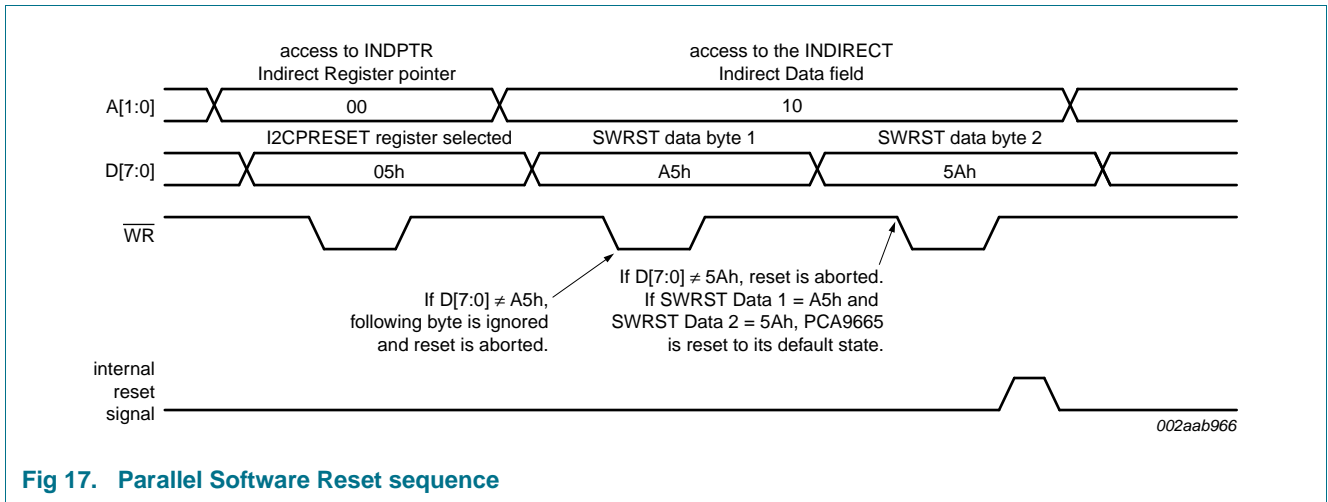 access to INDPTR
Indirect Register pointer
access to the INDIRECT
Indirect Data field
A[1:0]
00
10
I2CPRESET register selected
SWRST data byte 1
SWRST data byte 2
D[7:0]
05h
A5h
5Ah
WR
If D[7:0] ≠ A5h,
following byte is ignored
and reset is aborted.
If D[7:0] ≠ 5Ah, reset is aborted.
If SWRST Data 1 = A5h and
SWRST Data 2 = 5Ah, PCA9665
is reset to its default state.
internal
reset
signal
002aab966
Fig 17. Parallel Software Reset sequence